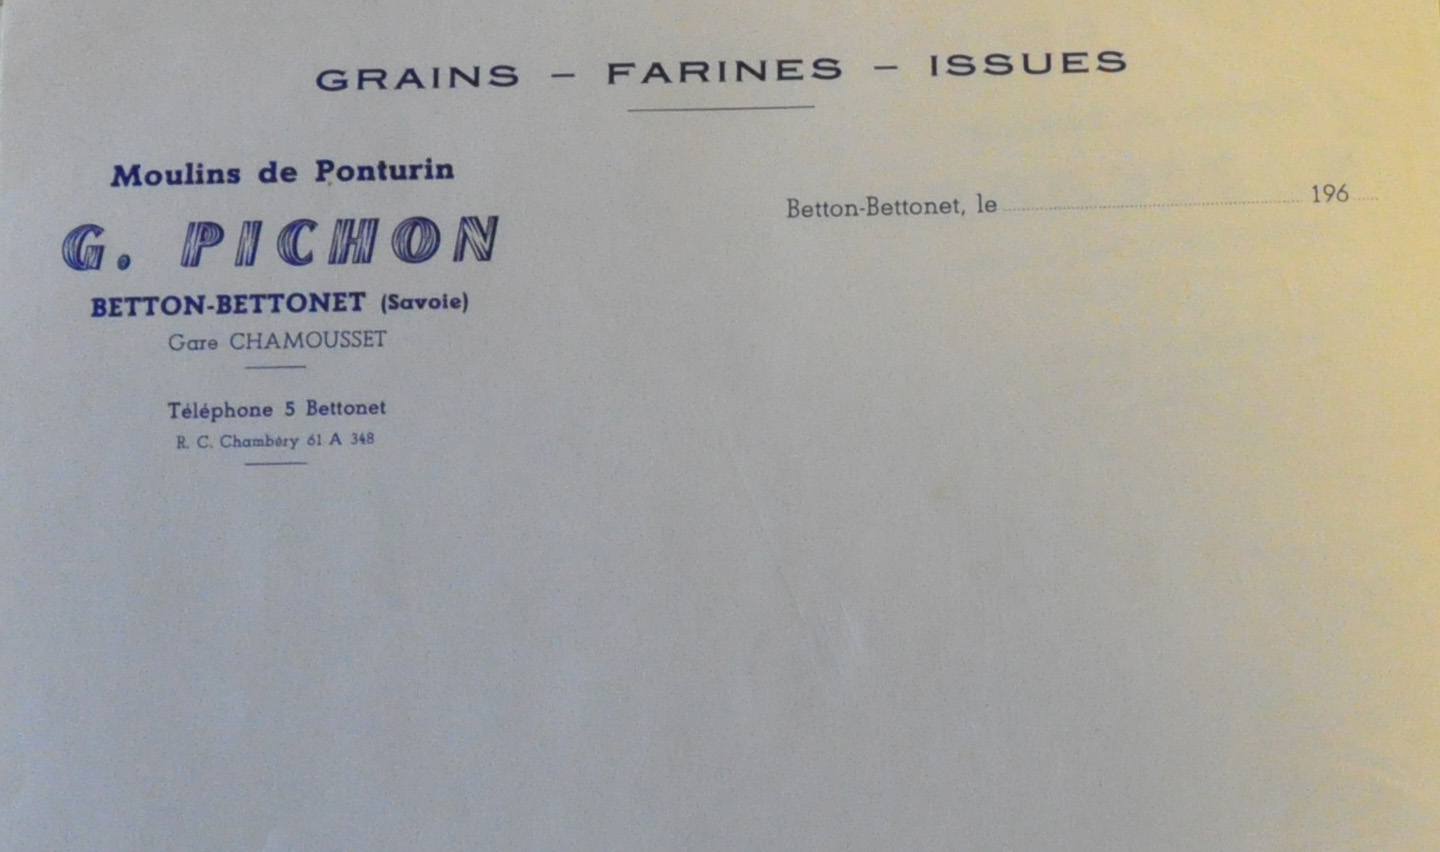 GRAINS – FARINES – ISSUES
Moulins de Ponturin
G. PICHON
BETTON-BETTONET (Savoie)
Gare CHAMOUSSET
Téléphone 5 Bettonet
R. C. Chambéry 61 A 348
Betton-Bettonet, le 196